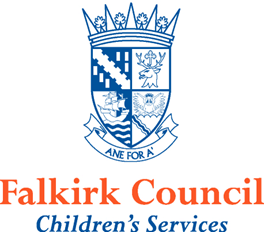 ANE FOR A'
Falkirk Council
Children's Services